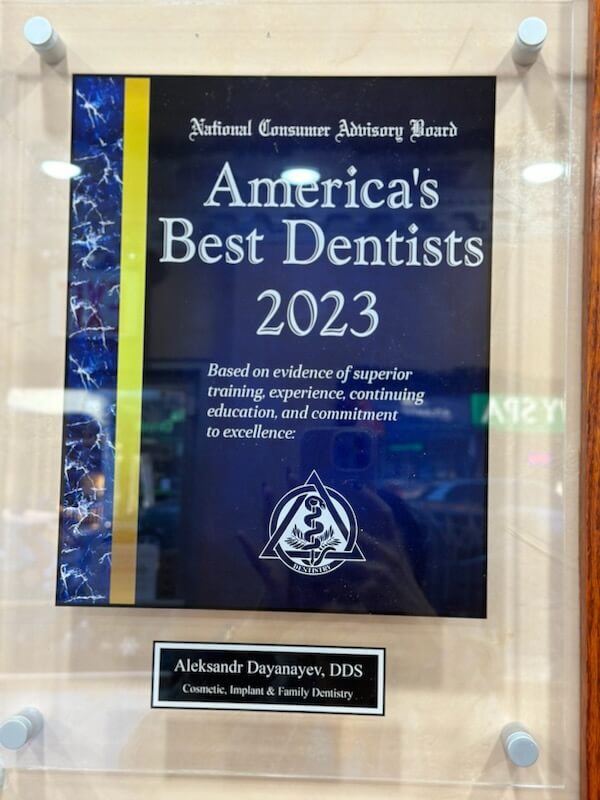 National Consumer Advisory Board
America's
Best Dentists
2023
Based on evidence of superior
training, experience, continuing
education, and commitment
to excellence:
DENTISTRY
Aleksandr Dayanayev, DDS
Cosmetic, Implant & Family Dentistry